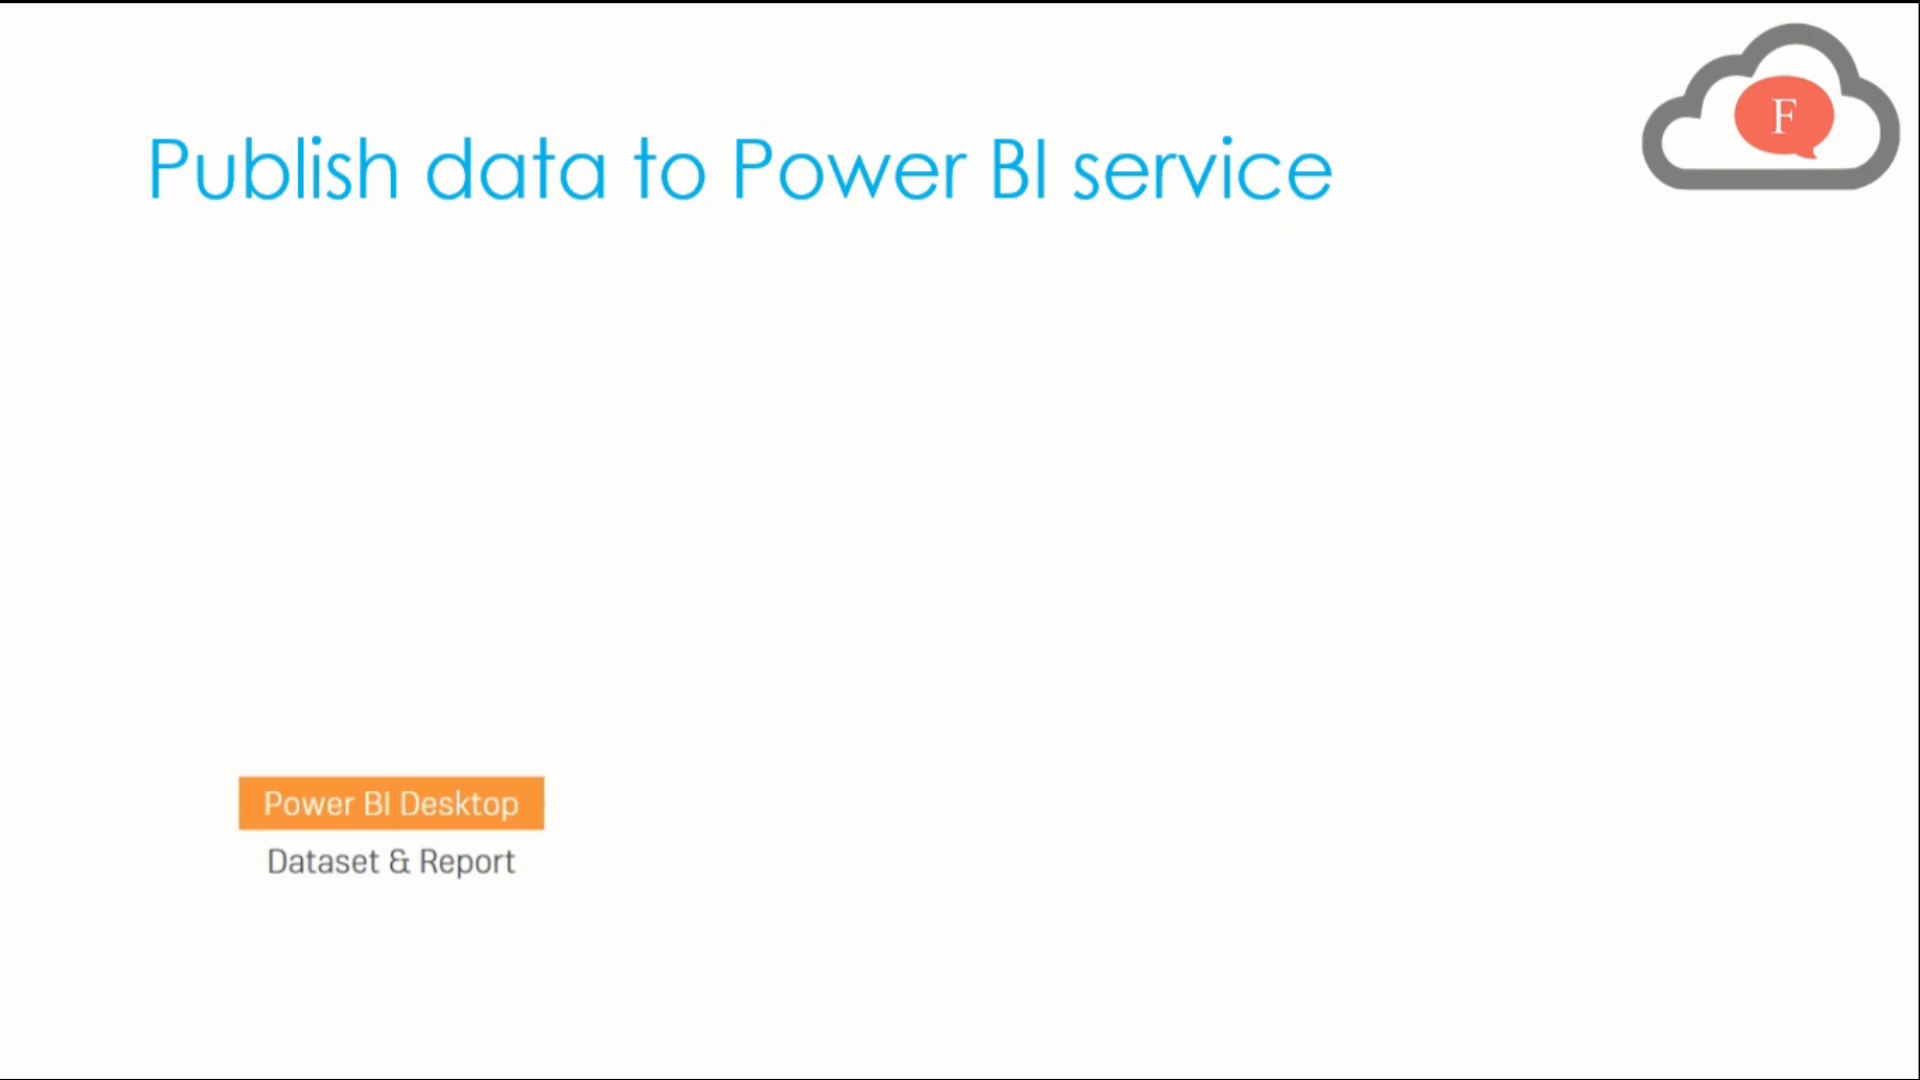 F
Publish data to Power BI service
Power BI Desktop
Dataset & Report